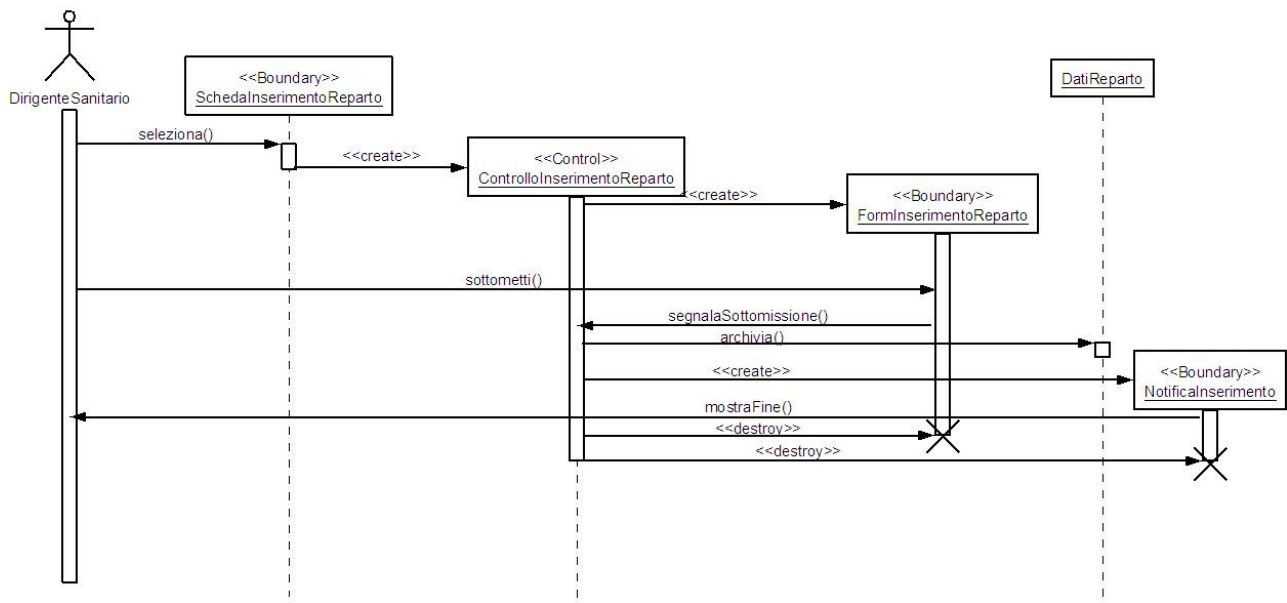 <<Boundary>>
SchedaInserimentoReparto
DatiReparto
DirigenteSanitario
seleziona()
<<create>>
<<Control>>
ControlloInserimentoReparto
<<create>>
<<Boundary>>
FormInserimentoReparto
sottometti()
segnalaSottomissione()
archivia()
<<create>>
<<Boundary>>
NotificaInserimento
mostraFine()
<<destroy>>
<<destroy>>